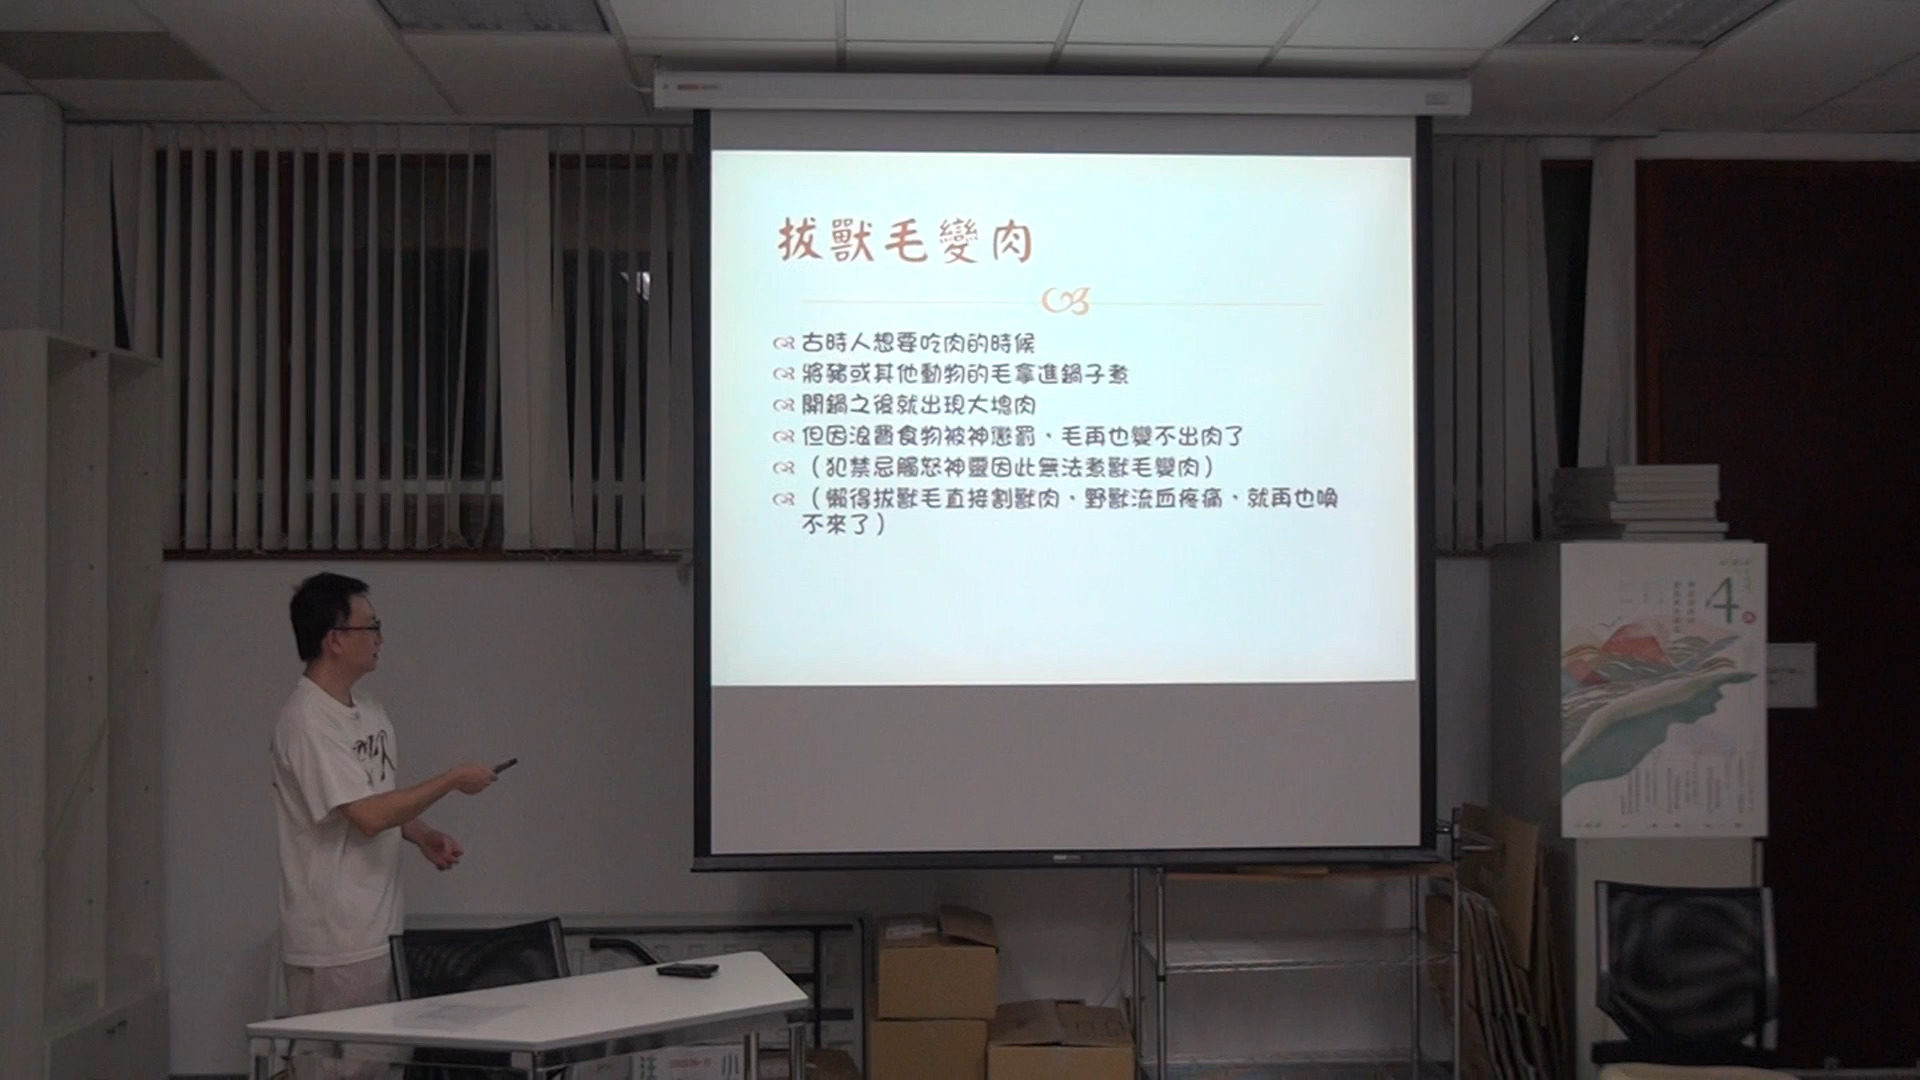 拔獸毛變肉
古時人想要吃肉的時候
將豬或其他動物的毛拿進鍋子煮
開鍋之後就出現大塊肉
但因浪費食物被神懲罰，毛再也變不出肉了
（犯禁忌觸怒神靈因此無法煮獸毛變肉）
（懶得拔獸毛直接割獸肉，野獸流血疼痛，就再也喚
不來了）
4